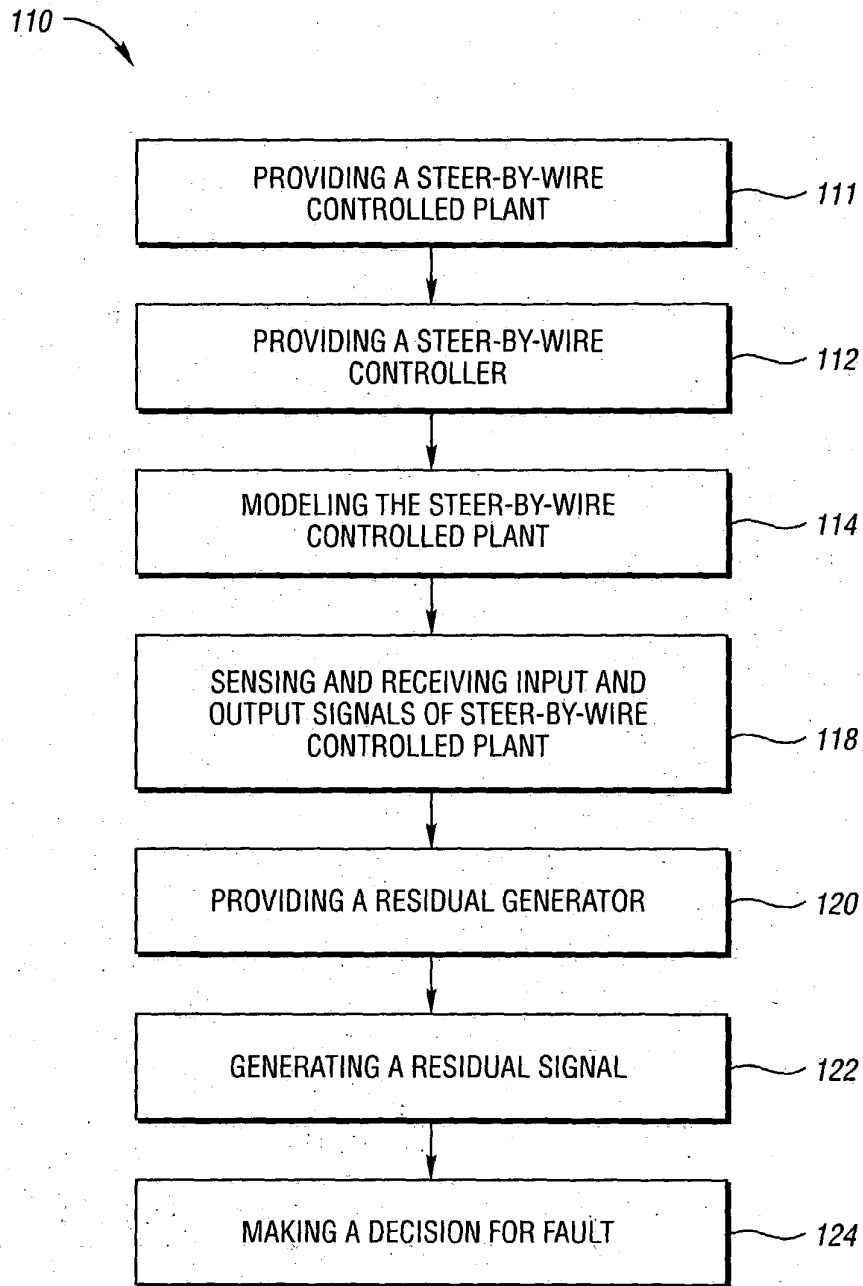 110
PROVIDING A STEER-BY-WIRE
CONTROLLED PLANT
111
PROVIDING A STEER-BY-WIRE
CONTROLLER
112
MODELING THE STEER-BY-WIRE
CONTROLLED PLANT
114
SENSING AND RECEIVING INPUT AND
OUTPUT SIGNALS OF STEER-BY-WIRE
CONTROLLED PLANT
118
PROVIDING A RESIDUAL GENERATOR
120
GENERATING A RESIDUAL SIGNAL
122
MAKING A DECISION FOR FAULT
124